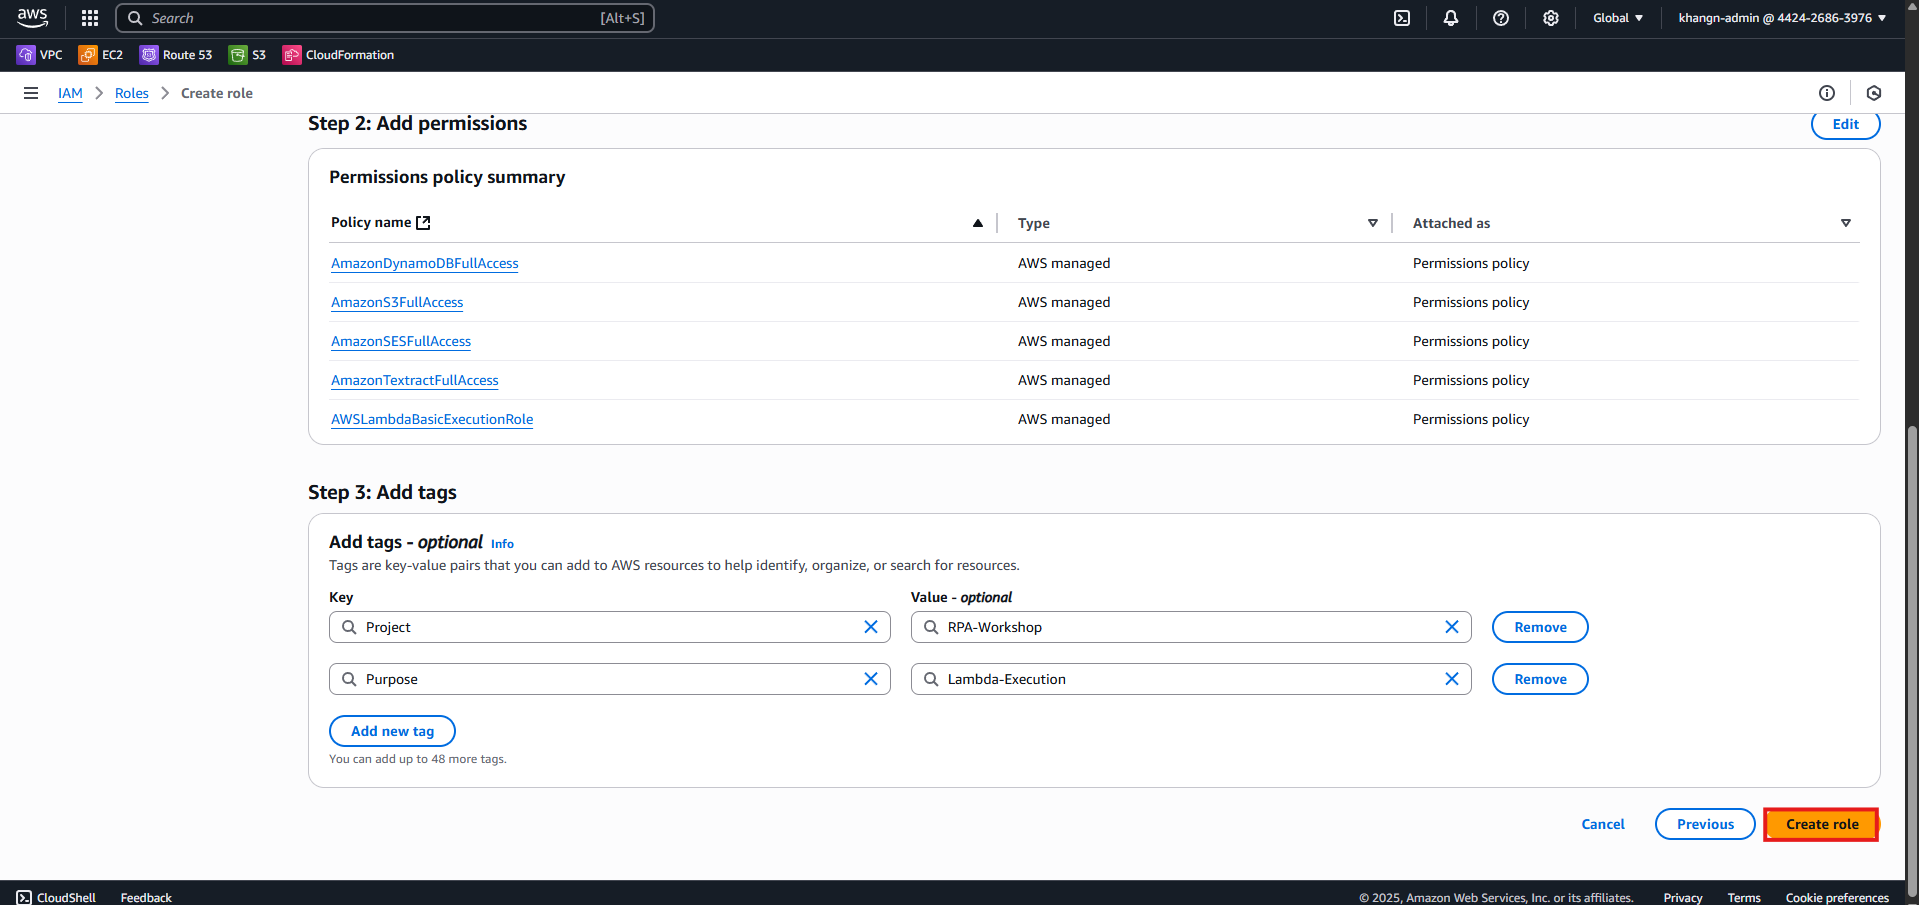 aws
Search [Alt+S]
Global
khangn-admin @ 4424-2686-3976
VPC EC2 Route 53 S3 CloudFormation
IAM Roles Create role
Step 2: Add permissions
Edit
Permissions policy summary
Policy name Type Attached as
AmazonDynamoDBFullAccess AWS managed Permissions policy
AmazonS3FullAccess AWS managed Permissions policy
AmazonSESFullAccess AWS managed Permissions policy
AmazonTextractFullAccess AWS managed Permissions policy
AWSLambdaBasicExecutionRole AWS managed Permissions policy
Step 3: Add tags
Add tags - optional Info
Tags are key-value pairs that you can add to AWS resources to help identify, organize, or search for resources.
Key Value - optional
Project RPA-Workshop Remove
Purpose Lambda-Execution Remove
Add new tag
You can add up to 48 more tags.
Cancel Previous Create role
CloudShell Feedback © 2025, Amazon Web Services, Inc. or its affiliates. Privacy Terms Cookie preferences